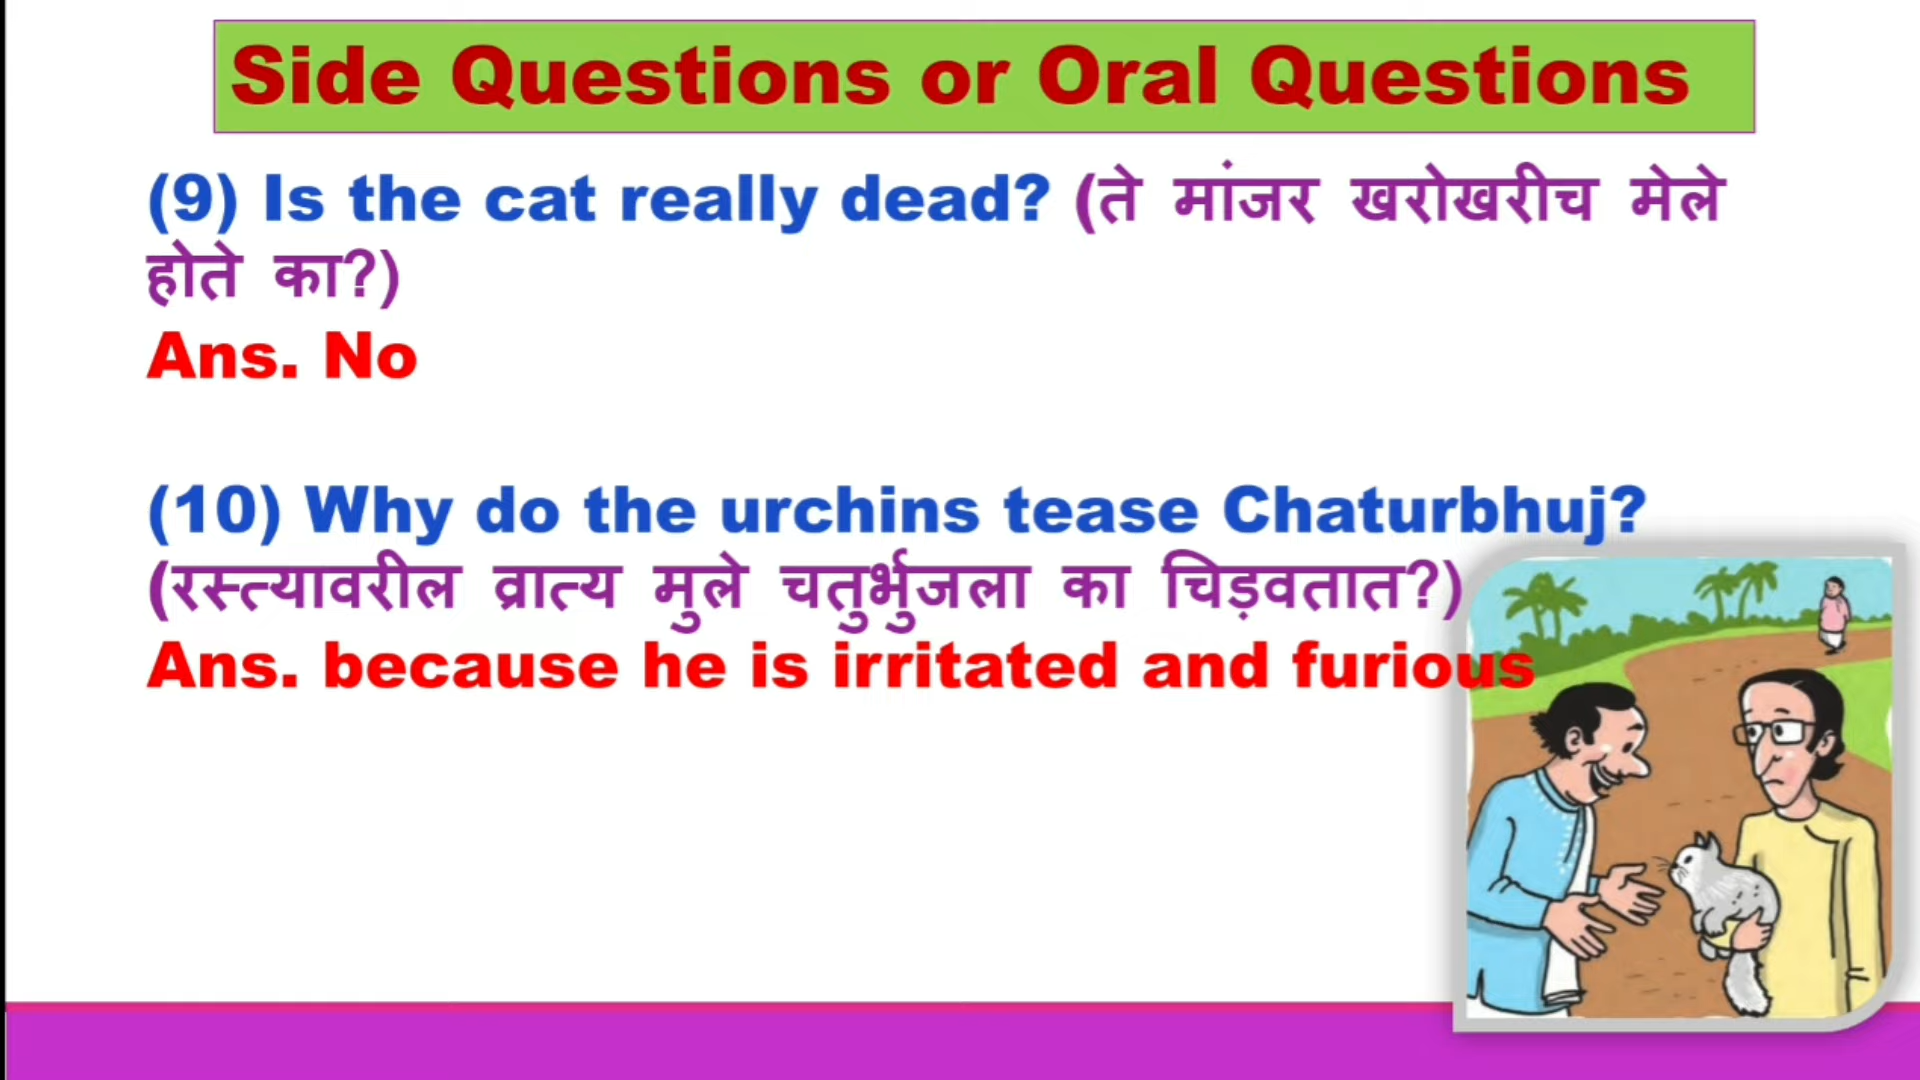 Side Questions or Oral Questions
(9) Is the cat really dead? (ते मांजर खरोखरीच मेले
होते का?)
Ans. No
(10) Why do the urchins tease Chaturbhuj?
(रस्त्यावरील व्रात्य मुले चतुर्भुजला का चिड़वतात?)
Ans. because he is irritated and furious